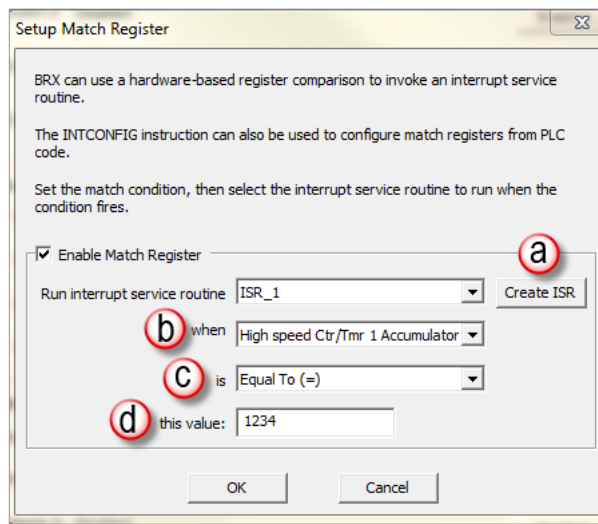 Setup Match Register
BRX can use a hardware-based register comparison to invoke an interrupt service
routine.
The INTCONFIG instruction can also be used to configure match registers from PLC
code.
Set the match condition, then select the interrupt service routine to run when the
condition fires.
Enable Match Register
a
Run interrupt service routine ISR_1 Create ISR
b when High speed Ctr/Tmr 1 Accumulator
c is Equal To (=)
d this value: 1234
OK Cancel